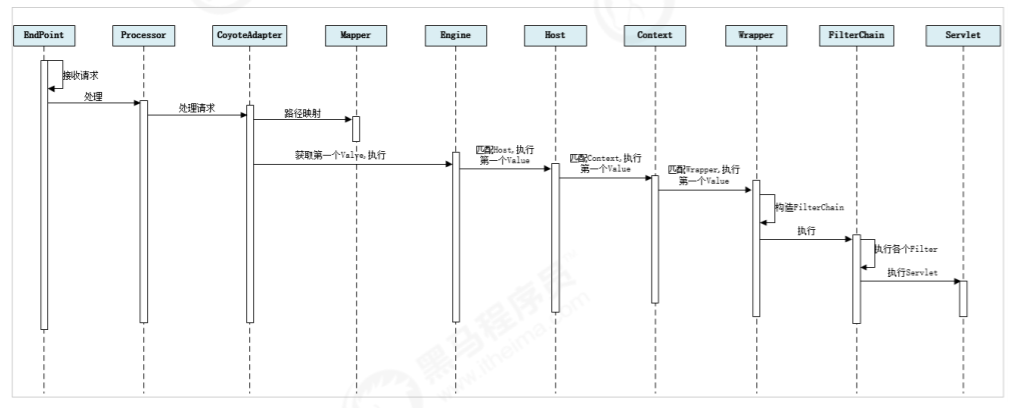 EndPoint
Processor
CoyoteAdapter
Mapper
Engine
Host
Context
Wrapper
FilterChain
Servlet
接收请求
处理
处理请求
路径映射
获取第一个Valve,执行
匹配Host,执行
第一个Value
匹配Context,执行
第一个Value
匹配Wrapper,执行
第一个Value
构造FilterChain
执行
执行各个Filter
执行Servlet
黑马程序员
www.itheima.com